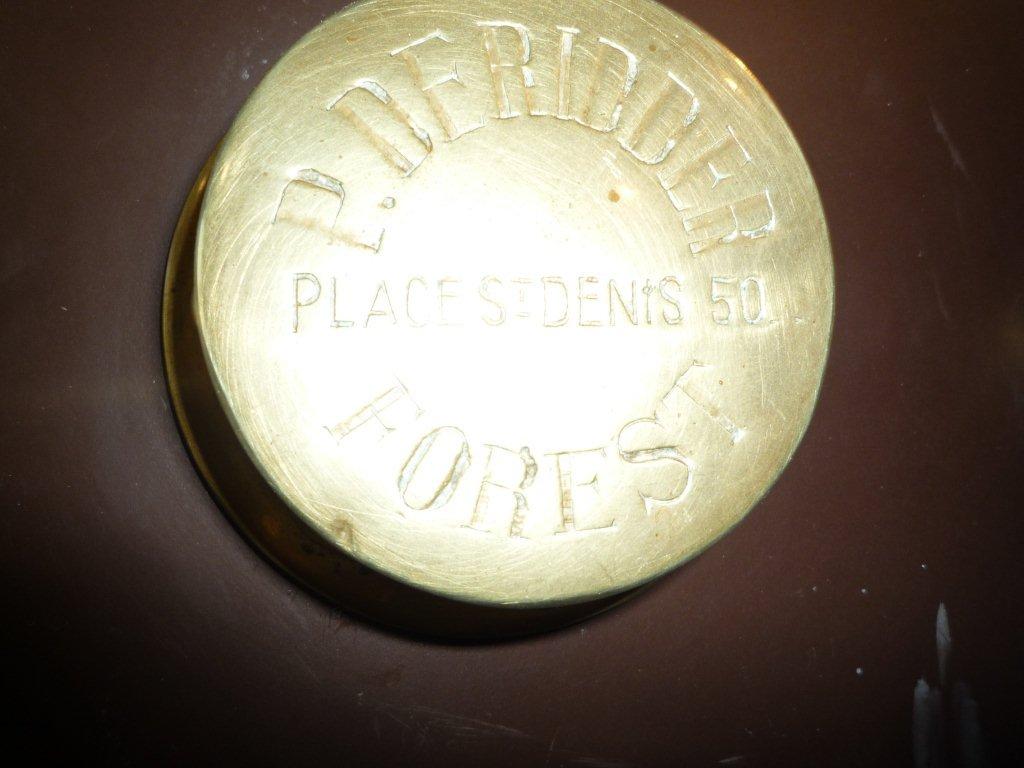 P. DERIDDER
PLACE ST DENIS 50
FOREST